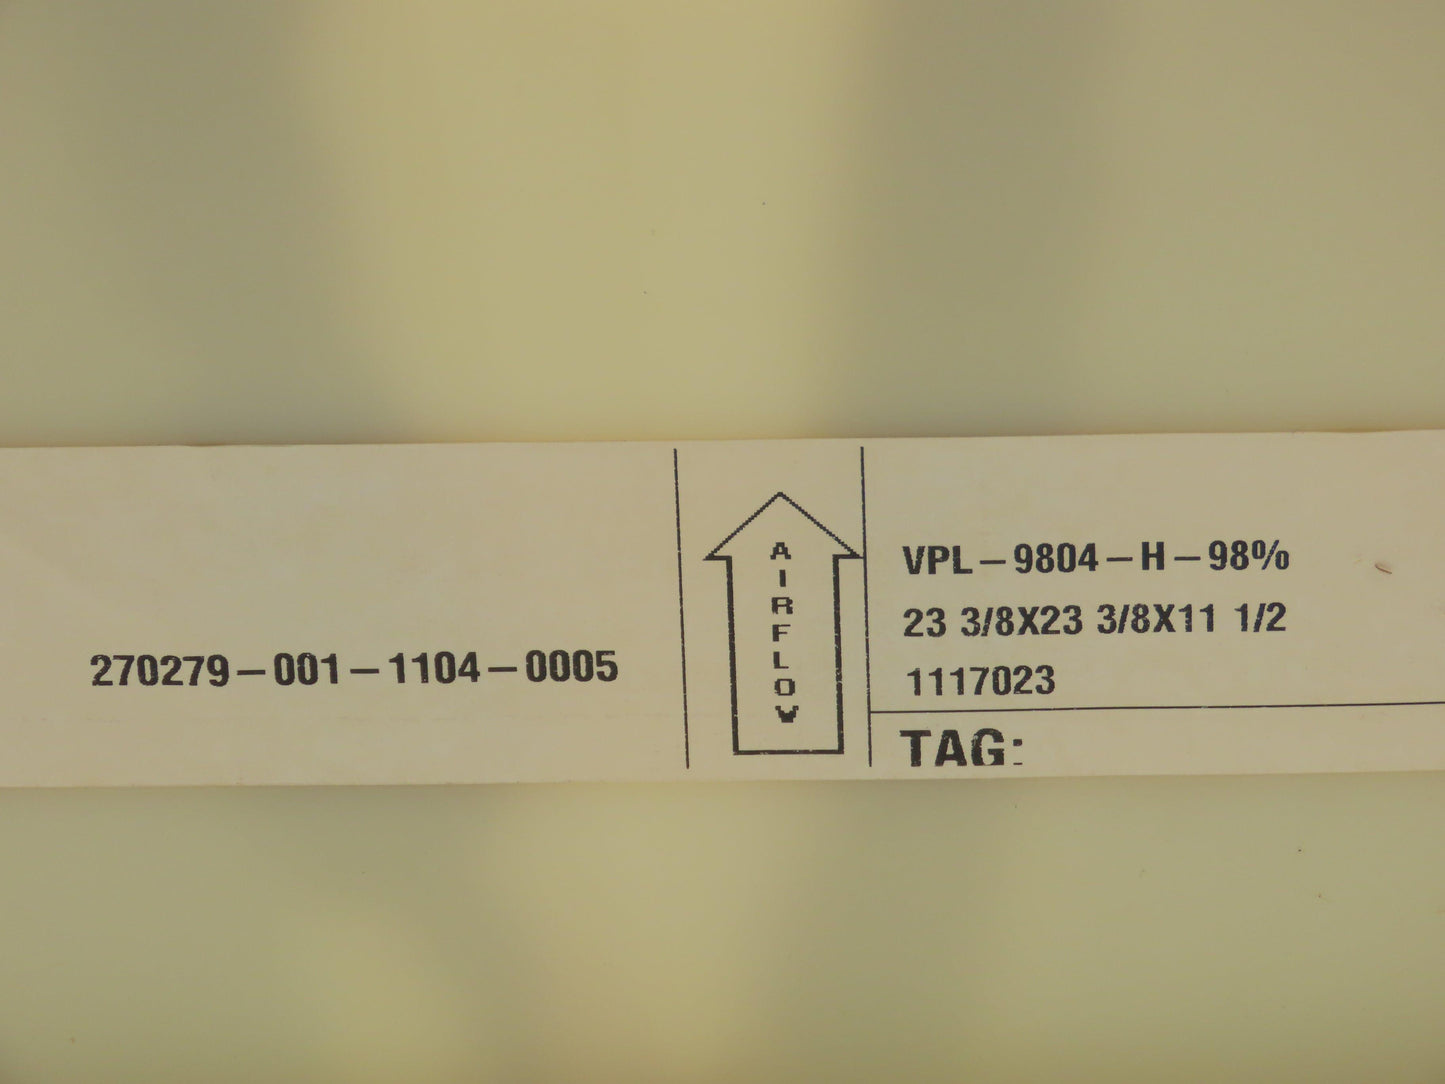 270279-001-1104-0005
AIRFLOW
VPL-9804-H-98%
23 3/8X23 3/8X11 1/2
1117023
TAG: